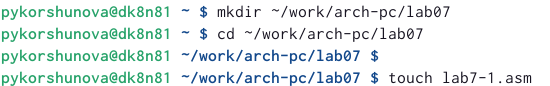 pykorshunova@dk8n81 ~ $ mkdir ~/work/arch-pc/lab07
pykorshunova@dk8n81 ~ $ cd ~/work/arch-pc/lab07
pykorshunova@dk8n81 ~/work/arch-pc/lab07 $
pykorshunova@dk8n81 ~/work/arch-pc/lab07 $ touch lab7-1.asm